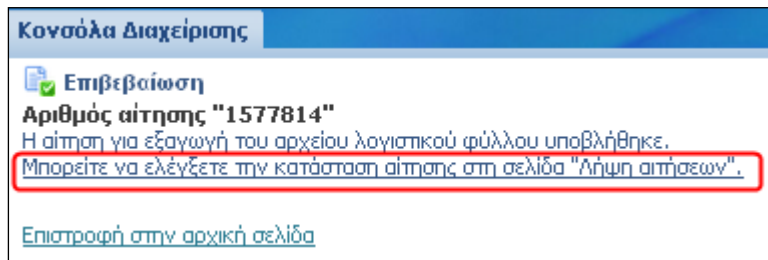 Κονσόλα Διαχείρισης
Επιβεβαίωση
Αριθμός αίτησης "1577814"
Η αίτηση για εξαγωγή του αρχείου λογιστικού φύλλου υποβλήθηκε.
Μπορείτε να ελέγξετε την κατάσταση αίτησης στη σελίδα "Λήψη αιτήσεων".
Επιστροφή στην αρχική σελίδα